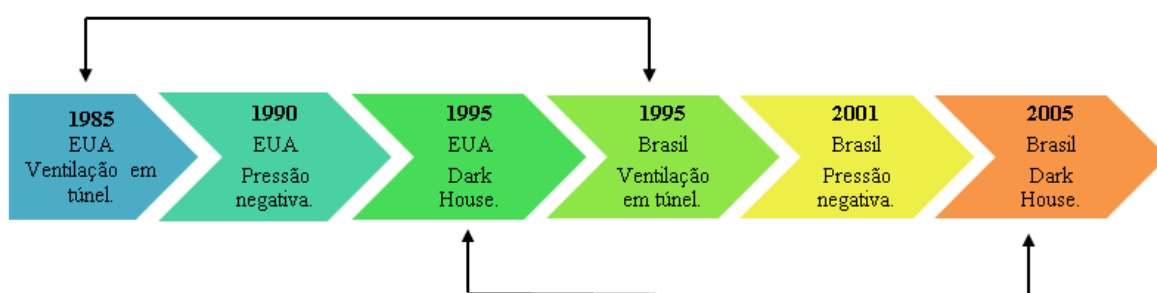 1985
EUA
Ventilação em
túnel.
1990
EUA
Pressão
negativa.
1995
EUA
Dark
House.
1995
Brasil
Ventilação
em túnel.
2001
Brasil
Pressão
negativa.
2005
Brasil
Dark
House.